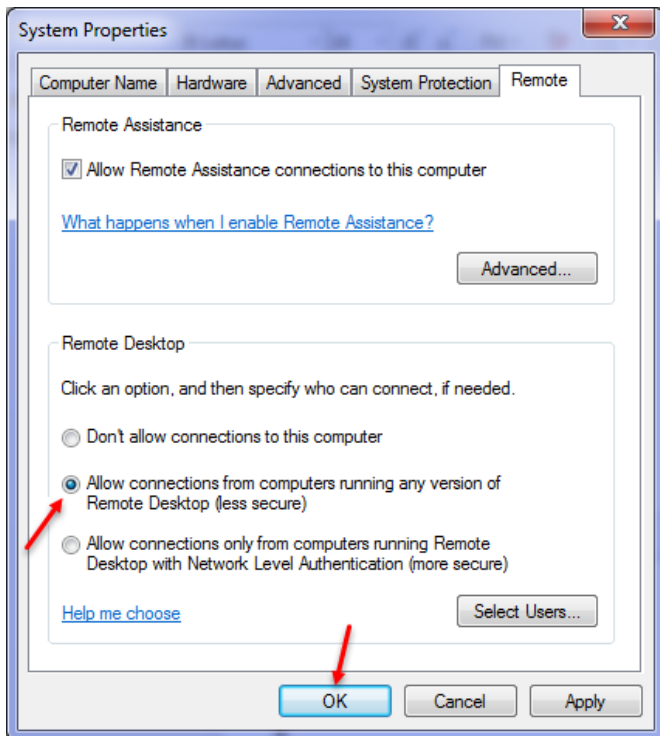 System Properties
Computer Name Hardware Advanced System Protection Remote
Remote Assistance
Allow Remote Assistance connections to this computer
What happens when I enable Remote Assistance?
Advanced...
Remote Desktop
Click an option, and then specify who can connect, if needed.
Don't allow connections to this computer
Allow connections from computers running any version of
Remote Desktop (less secure)
Allow connections only from computers running Remote
Desktop with Network Level Authentication (more secure)
Help me choose
Select Users...
OK Cancel Apply